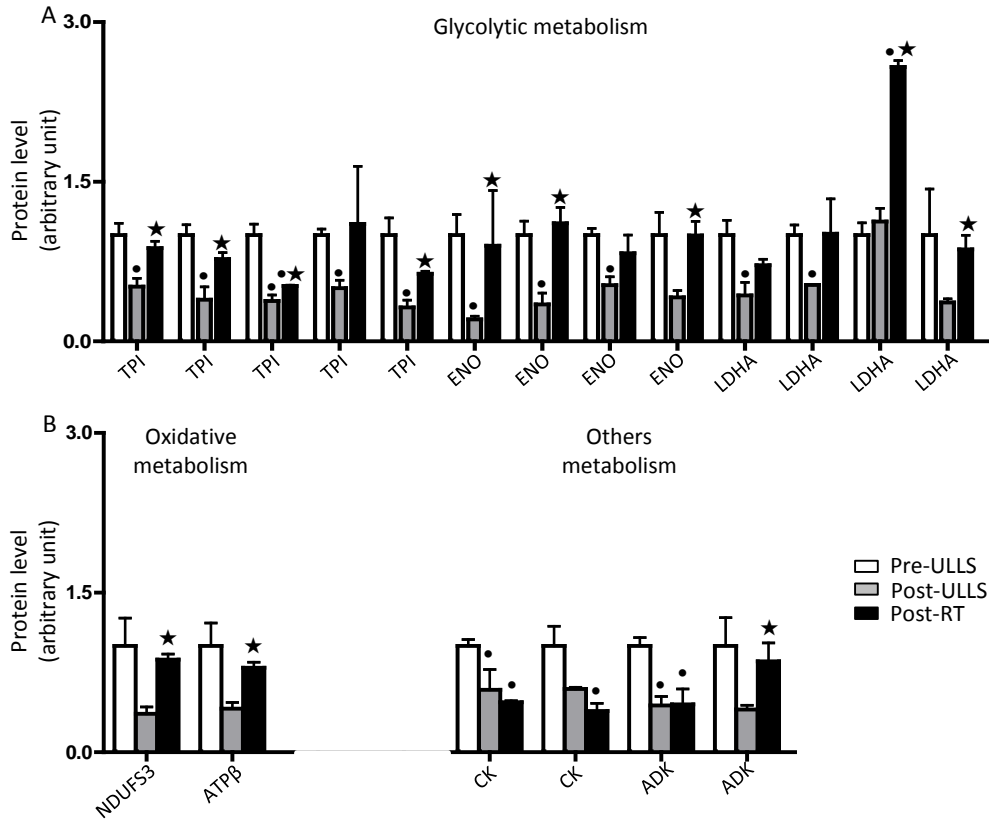 A
Glycolytic metabolism
Protein level
(arbitrary unit)
3.0
1.5
0.0
TPI
TPI
TPI
TPI
TPI
ENO
ENO
ENO
ENO
LDHA
LDHA
LDHA
LDHA
B
Oxidative
metabolism
Others
metabolism
Protein level
(arbitrary unit)
3.0
1.5
0.0
Pre-ULLS
Post-ULLS
Post-RT
NDUFS3
ATPβ
CK
CK
ADK
ADK